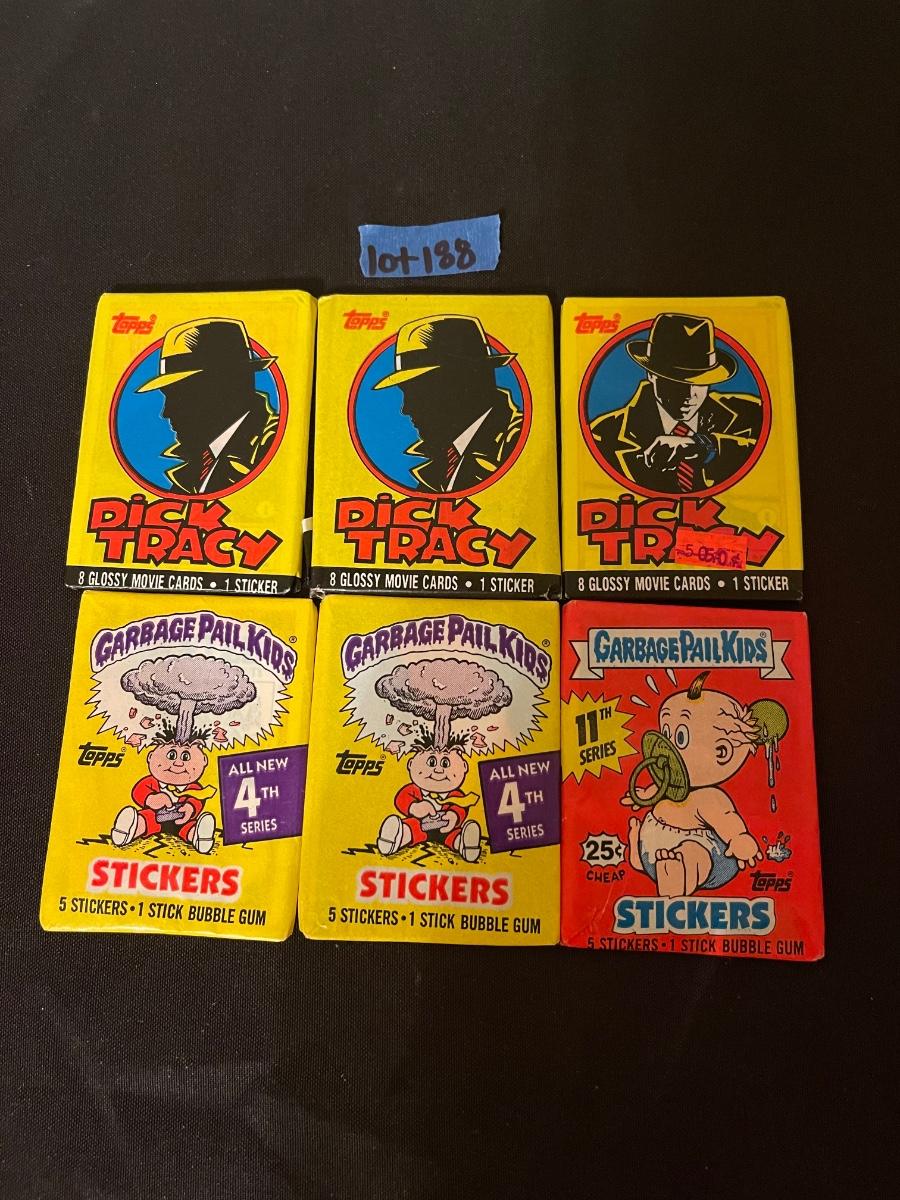 lot 188
Topps®
DICK
TRACY
8 GLOSSY MOVIE CARDS • 1 STICKER
Topps®
DICK
TRACY
8 GLOSSY MOVIE CARDS • 1 STICKER
Topps®
DICK
TRACY
8 GLOSSY MOVIE CARDS • 1 STICKER
GARBAGE PAIL KIDS®
Topps®
ALL NEW
4TH
SERIES
STICKERS
5 STICKERS • 1 STICK BUBBLE GUM
GARBAGE PAIL KIDS®
Topps®
ALL NEW
4TH
SERIES
STICKERS
5 STICKERS • 1 STICK BUBBLE GUM
GARBAGE PAIL KIDS®
11TH
SERIES
25¢
CHEAP
Topps®
STICKERS
5 STICKERS • 1 STICK BUBBLE GUM